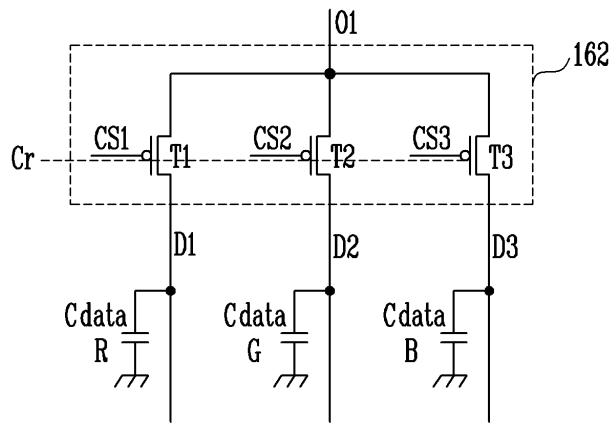 O1
162
CS1
CS2
CS3
Cr
T1
T2
T3
D1
D2
D3
Cdata
R
Cdata
G
Cdata
B